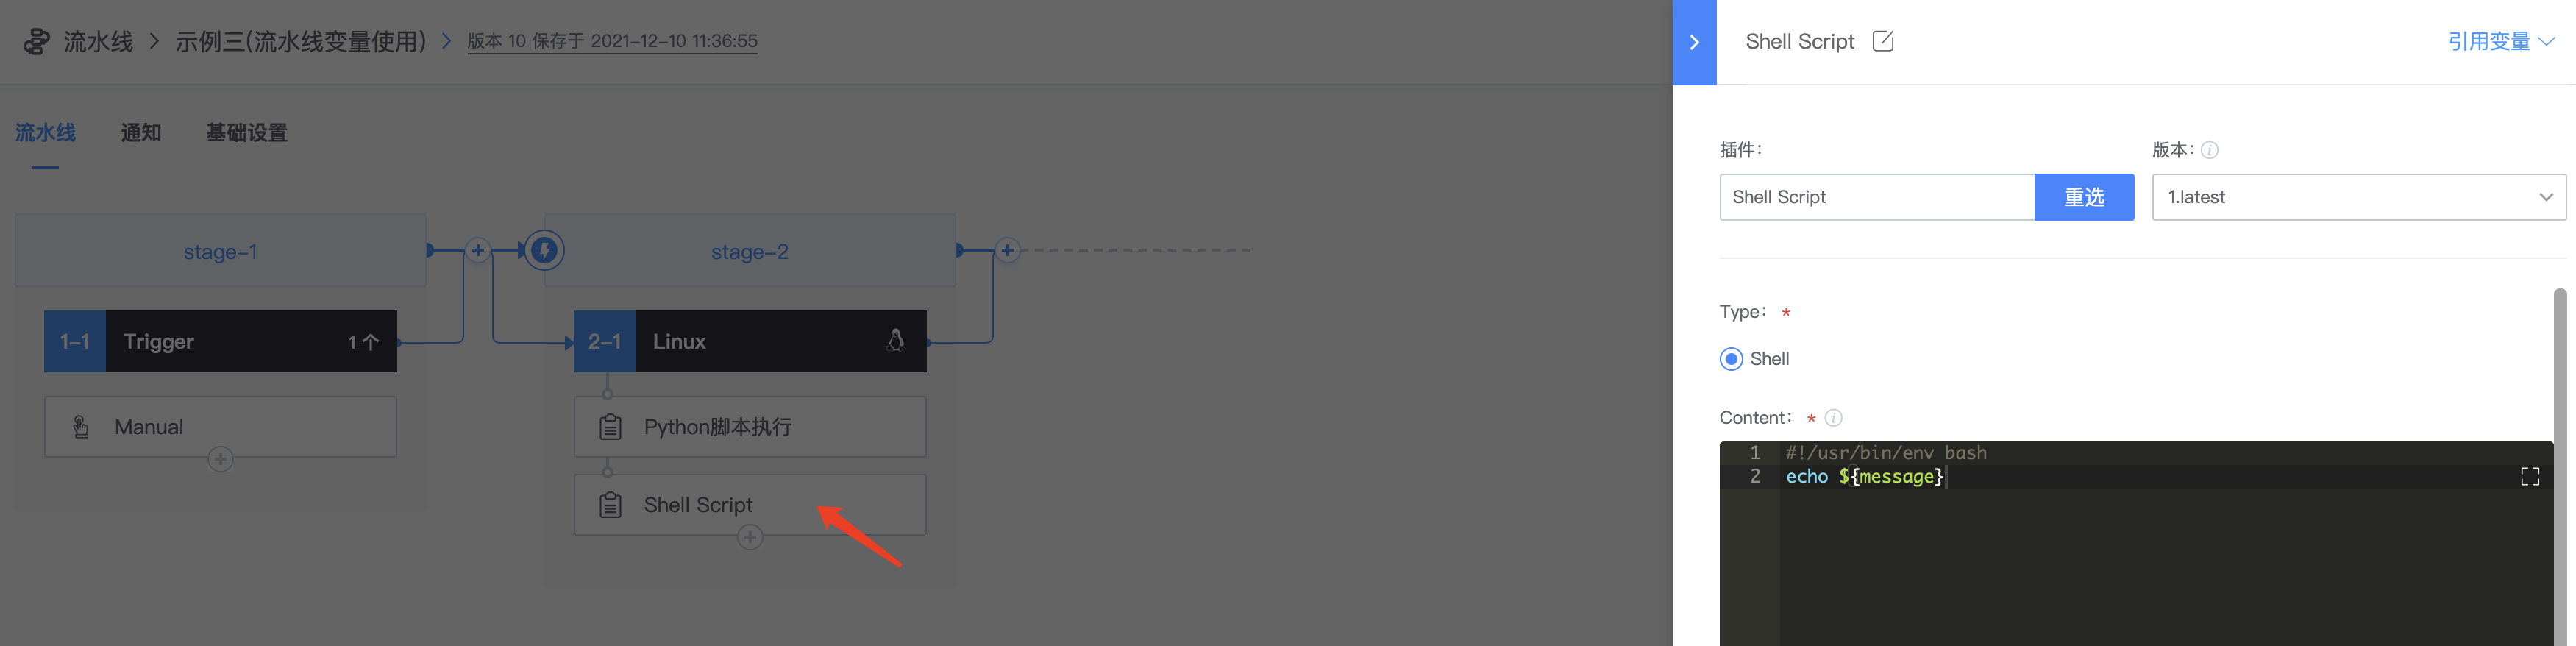 流水线 > 示例三(流水线变量使用) > 版本 10 保存于 2021-12-10 11:36:55
流水线 通知 基础设置
stage-1
1-1 Trigger 1 个
Manual
stage-2
2-1 Linux
Python脚本执行
Shell Script
Shell Script
引用变量
插件:
Shell Script 重选
版本:
1.latest
Type: *
Shell
Content: *
1 #!/usr/bin/env bash
2 echo ${message}